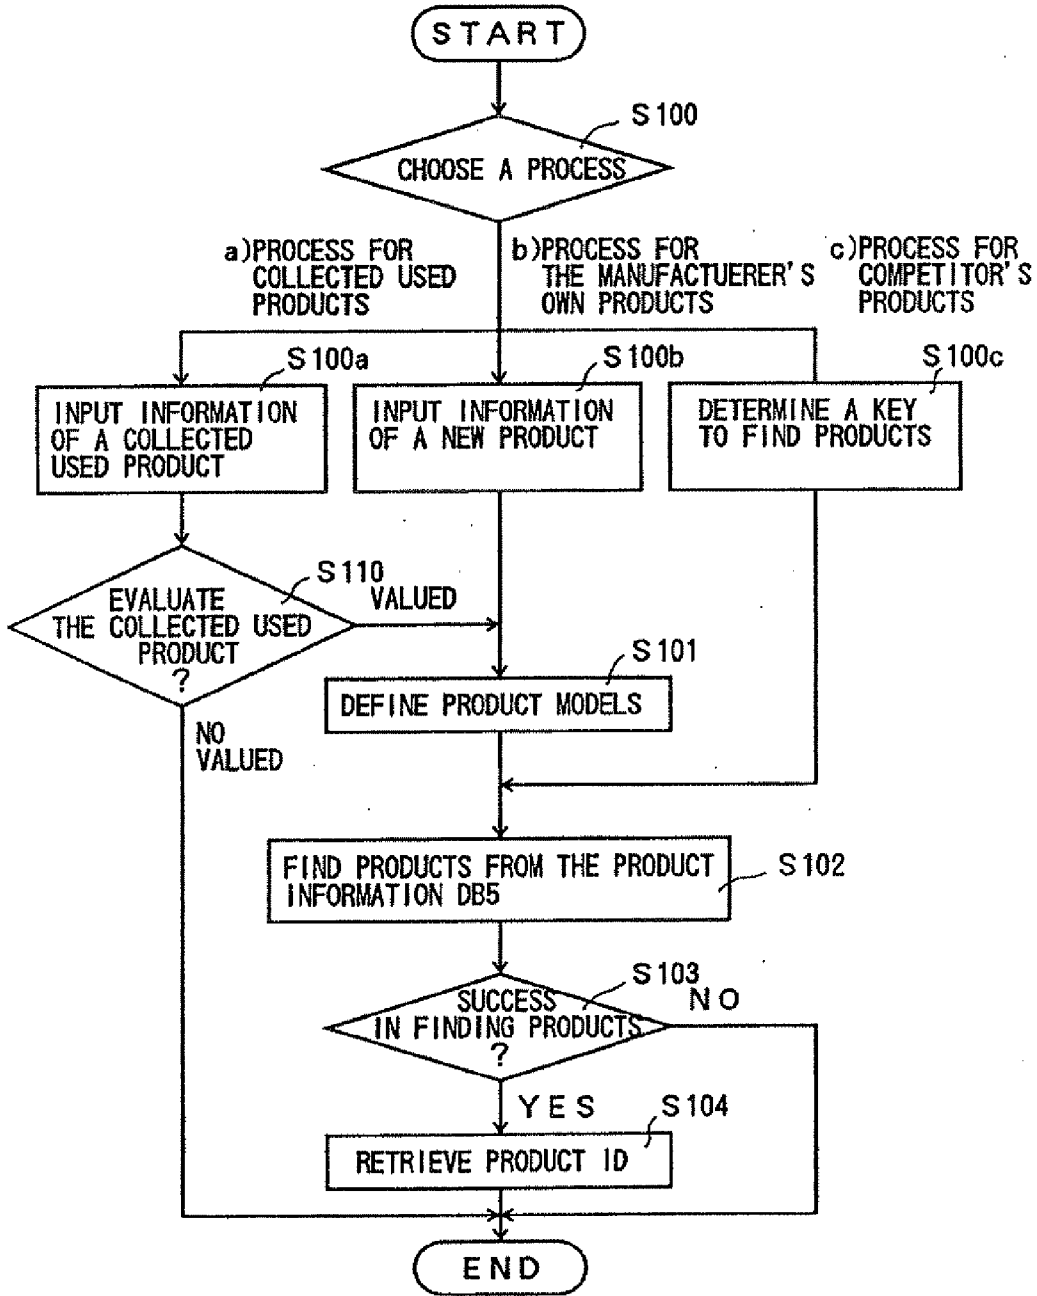 START
S100
CHOOSE A PROCESS
a)PROCESS FOR
COLLECTED USED
PRODUCTS
b)PROCESS FOR
THE MANUFACTUERER'S
OWN PRODUCTS
c)PROCESS FOR
COMPETITOR'S
PRODUCTS
S100a
INPUT INFORMATION
OF A COLLECTED
USED PRODUCT
S100b
INPUT INFORMATION
OF A NEW PRODUCT
S100c
DETERMINE A KEY
TO FIND PRODUCTS
S110
EVALUATE
THE COLLECTED USED
PRODUCT
?
VALUED
NO
VALUED
S101
DEFINE PRODUCT MODELS
S102
FIND PRODUCTS FROM THE PRODUCT
INFORMATION DB5
S103
SUCCESS
IN FINDING PRODUCTS
?
NO
YES
S104
RETRIEVE PRODUCT ID
END